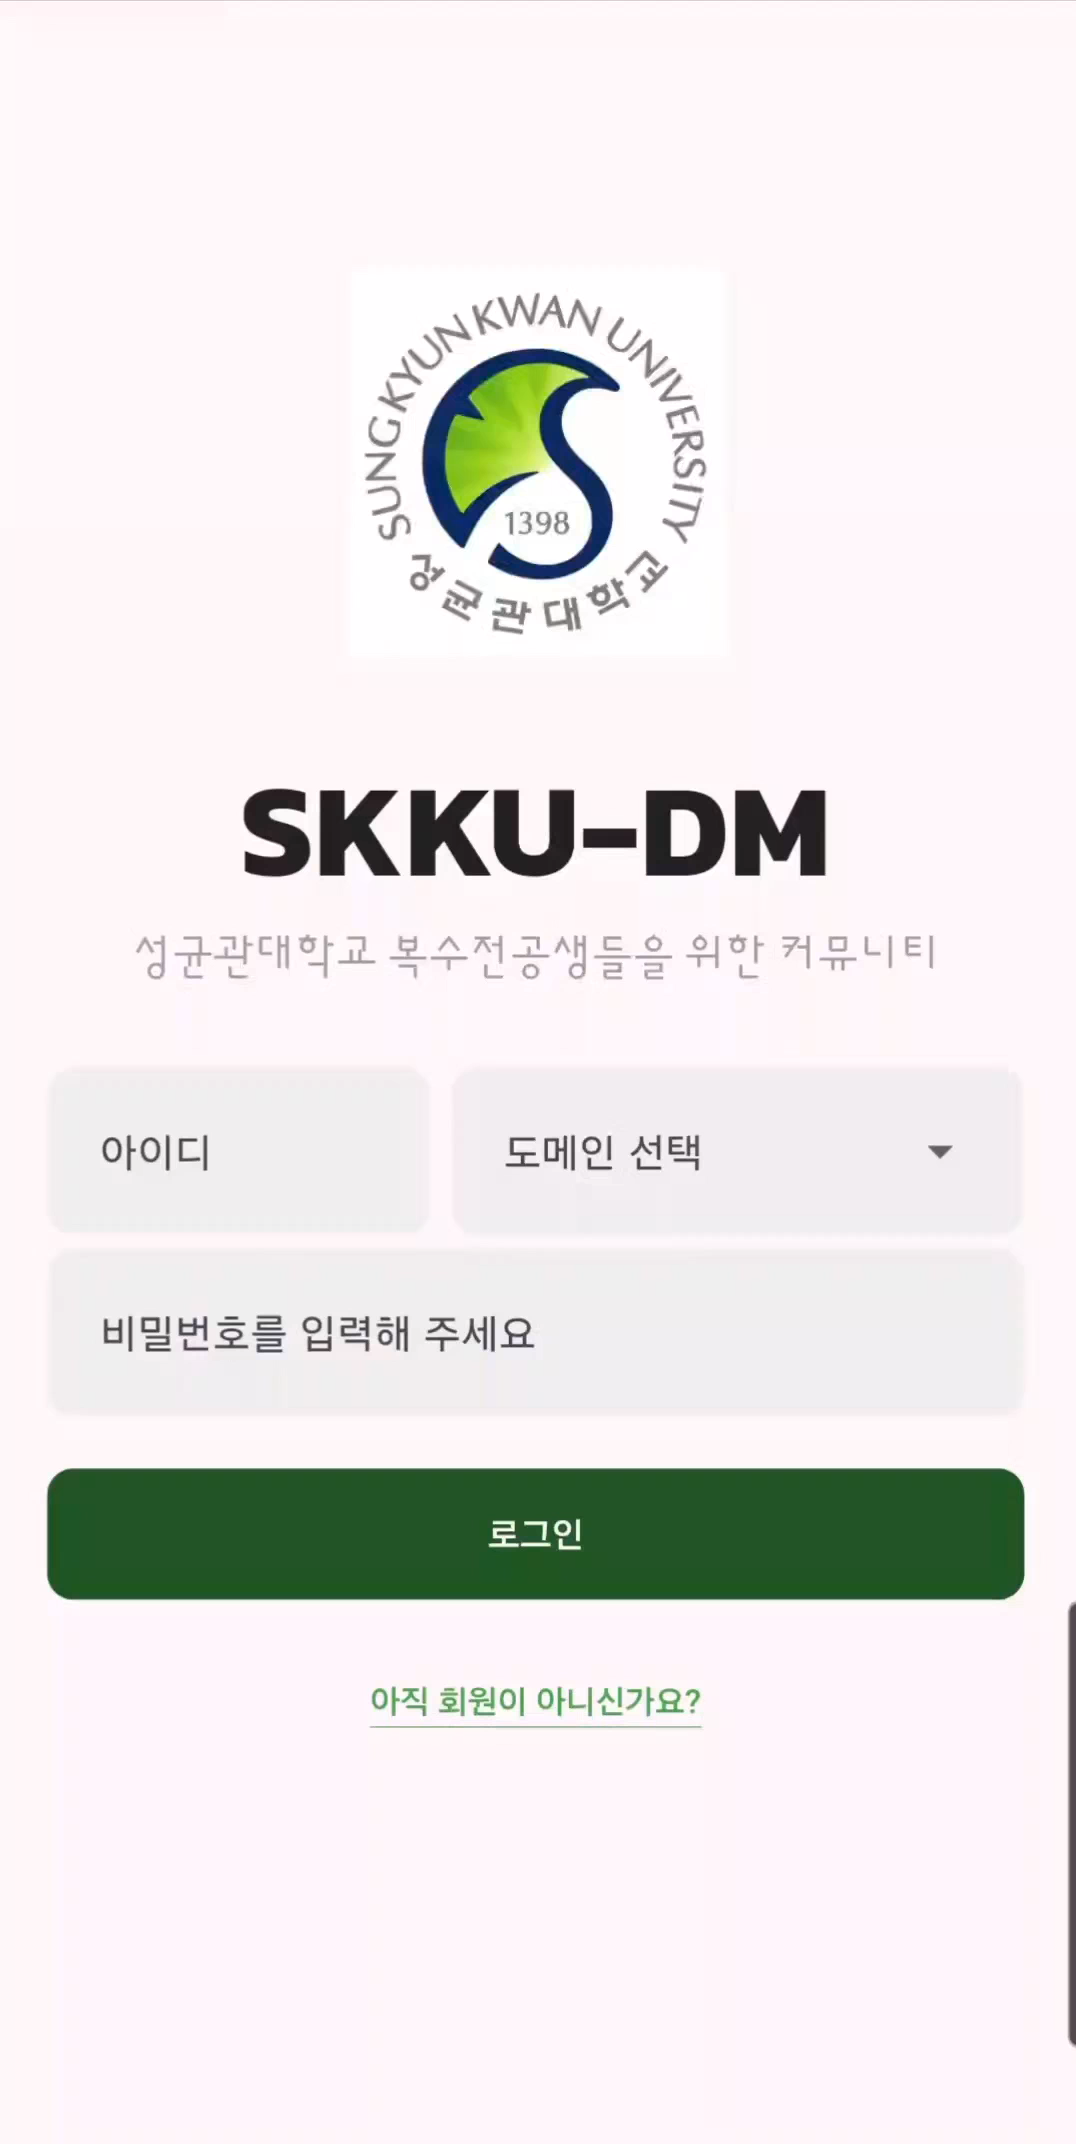 SUNGKYUNKWAN UNIVERSITY
1398
성균관대학교
SKKU-DM
성균관대학교 복수전공생들을 위한 커뮤니티
아이디 도메인 선택
비밀번호를 입력해 주세요
로그인
아직 회원이 아니신가요?